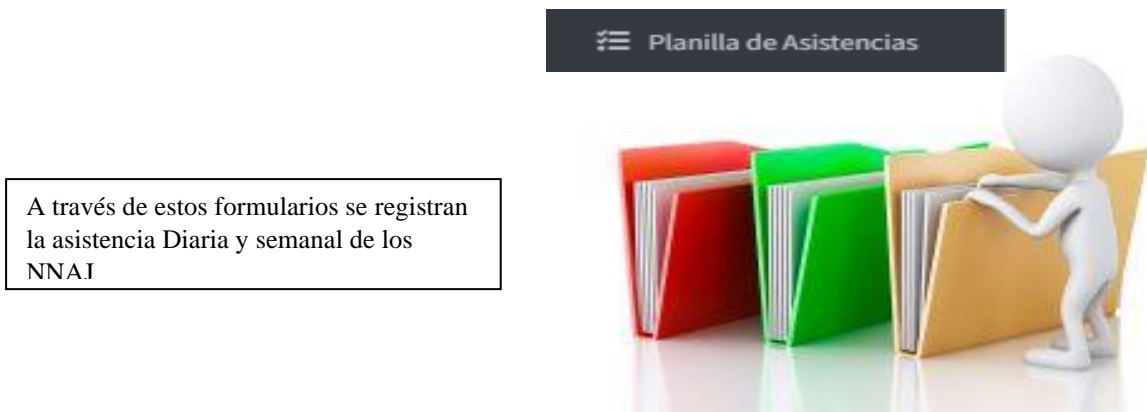 Planilla de Asistencias
A través de estos formularios se registran
la asistencia Diaria y semanal de los
NNAJ